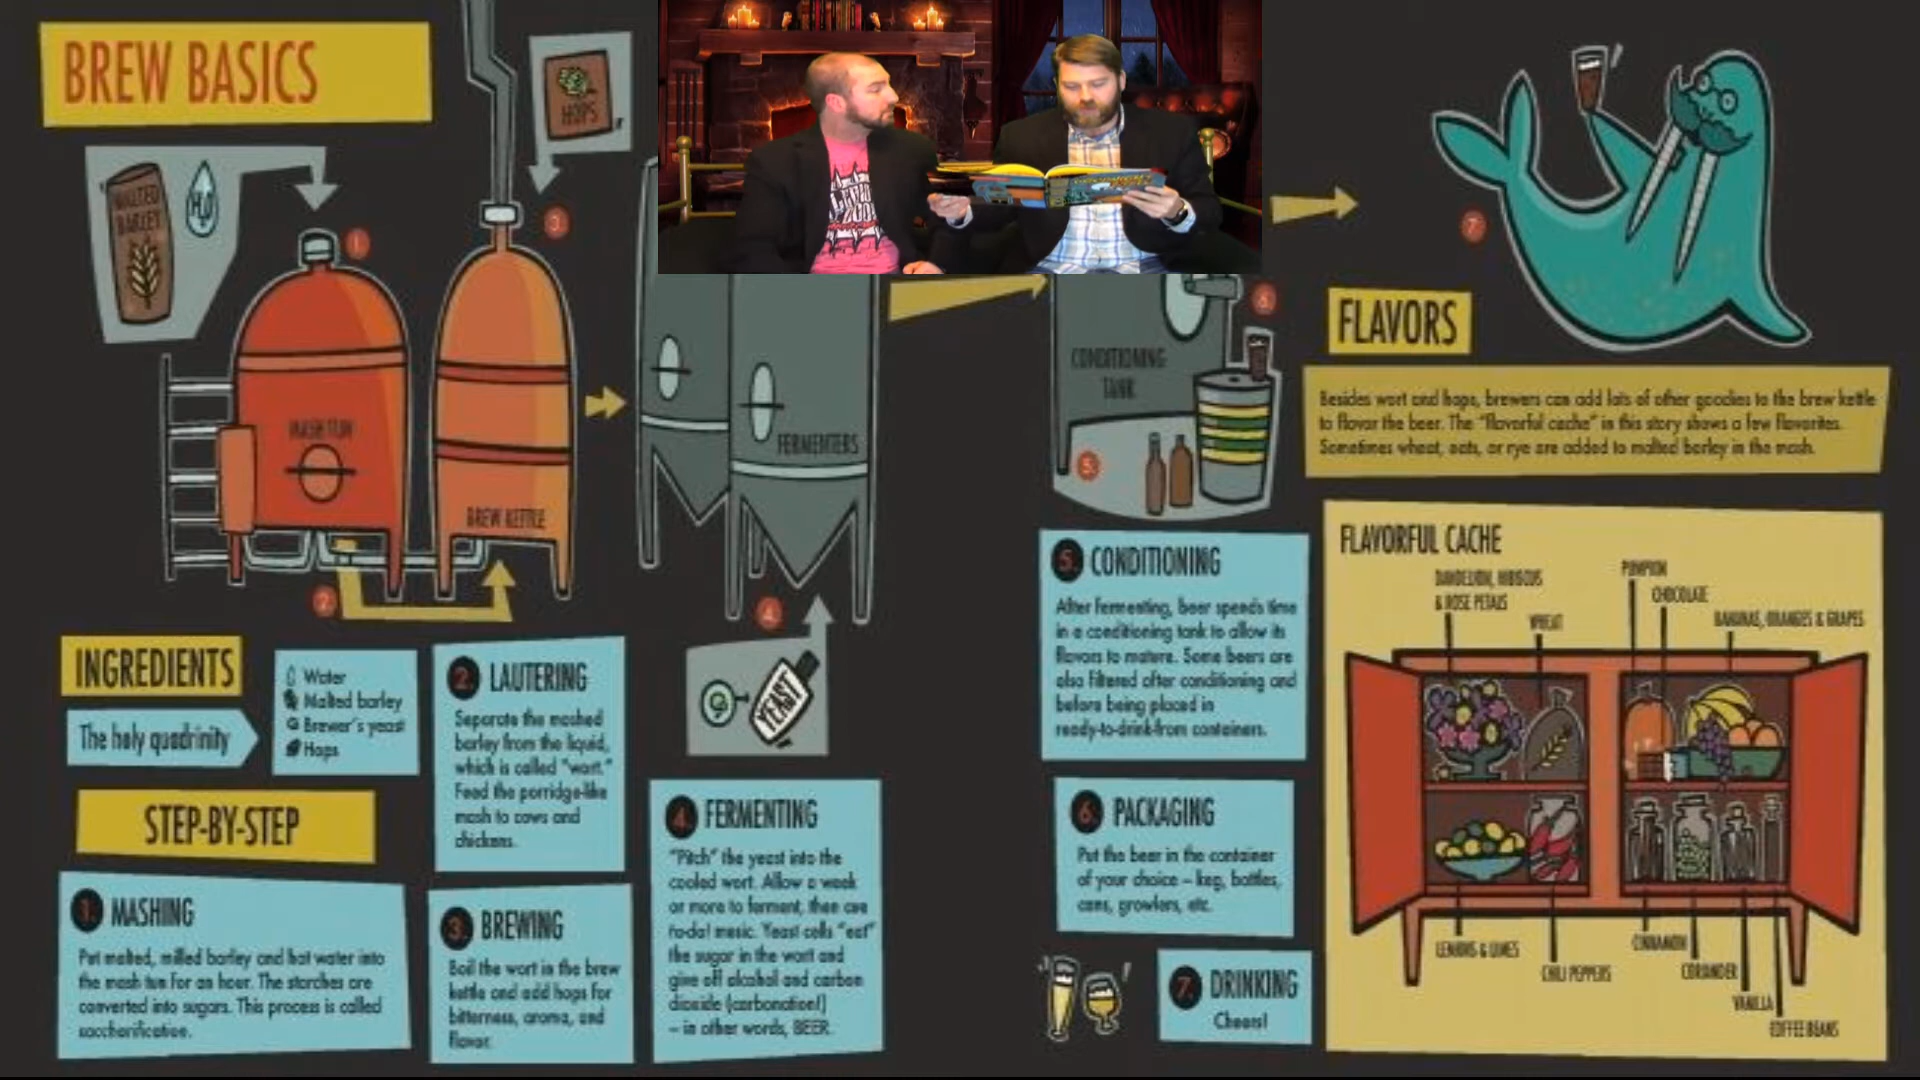 BREW BASICS
HOPS
MALTED
BARLEY
H2O
1.
3.
MASH TUN
BREW KETTLE
2.
FERMENTERS
4.
YEAST
CONDITIONING
TANK
5.
6.
7.
INGREDIENTS
The holy quadrinity
Water
Malted barley
Brewer's yeast
Hops
STEP-BY-STEP
1. MASHING
Put malted, milled barley and hot water into
the mash tun for an hour. The starches are
converted into sugars. This process is called
saccharification.
2. LAUTERING
Separate the mashed
barley from the liquid,
which is called "wort."
Feed the porridge-like
mash to cows and
chickens.
3. BREWING
Boil the wort in the brew
kettle and add hops for
bitterness, aroma, and
flavor.
4. FERMENTING
"Pitch" the yeast into the
cooled wort. Allow a week
or more to ferment, then cue
ta-da! music. Yeast cells "eat"
the sugar in the wort and
give off alcohol and carbon
dioxide (carbonation!)
– in other words, BEER.
5. CONDITIONING
After fermenting, beer spends time
in a conditioning tank to allow its
flavors to mature. Some beers are
also filtered after conditioning and
before being placed in
ready-to-drink-from containers.
6. PACKAGING
Put the beer in the container
of your choice – keg, bottles,
cans, growlers, etc.
7. DRINKING
Cheers!
FLAVORS
Besides wort and hops, brewers can add lots of other goodies to the brew kettle
to flavor the beer. The "flavorful cache" in this story shows a few flavorites.
Sometimes wheat, oats, or rye are added to malted barley in the mash.
FLAVORFUL CACHE
DANDELION, HIBISCUS
& ROSE PETALS
WHEAT
PUMPKIN
CHOCOLATE
BANANAS, ORANGES & GRAPES
LEMONS & LIMES
CHILI PEPPERS
CINNAMON
CORIANDER
VANILLA
COFFEE BEANS